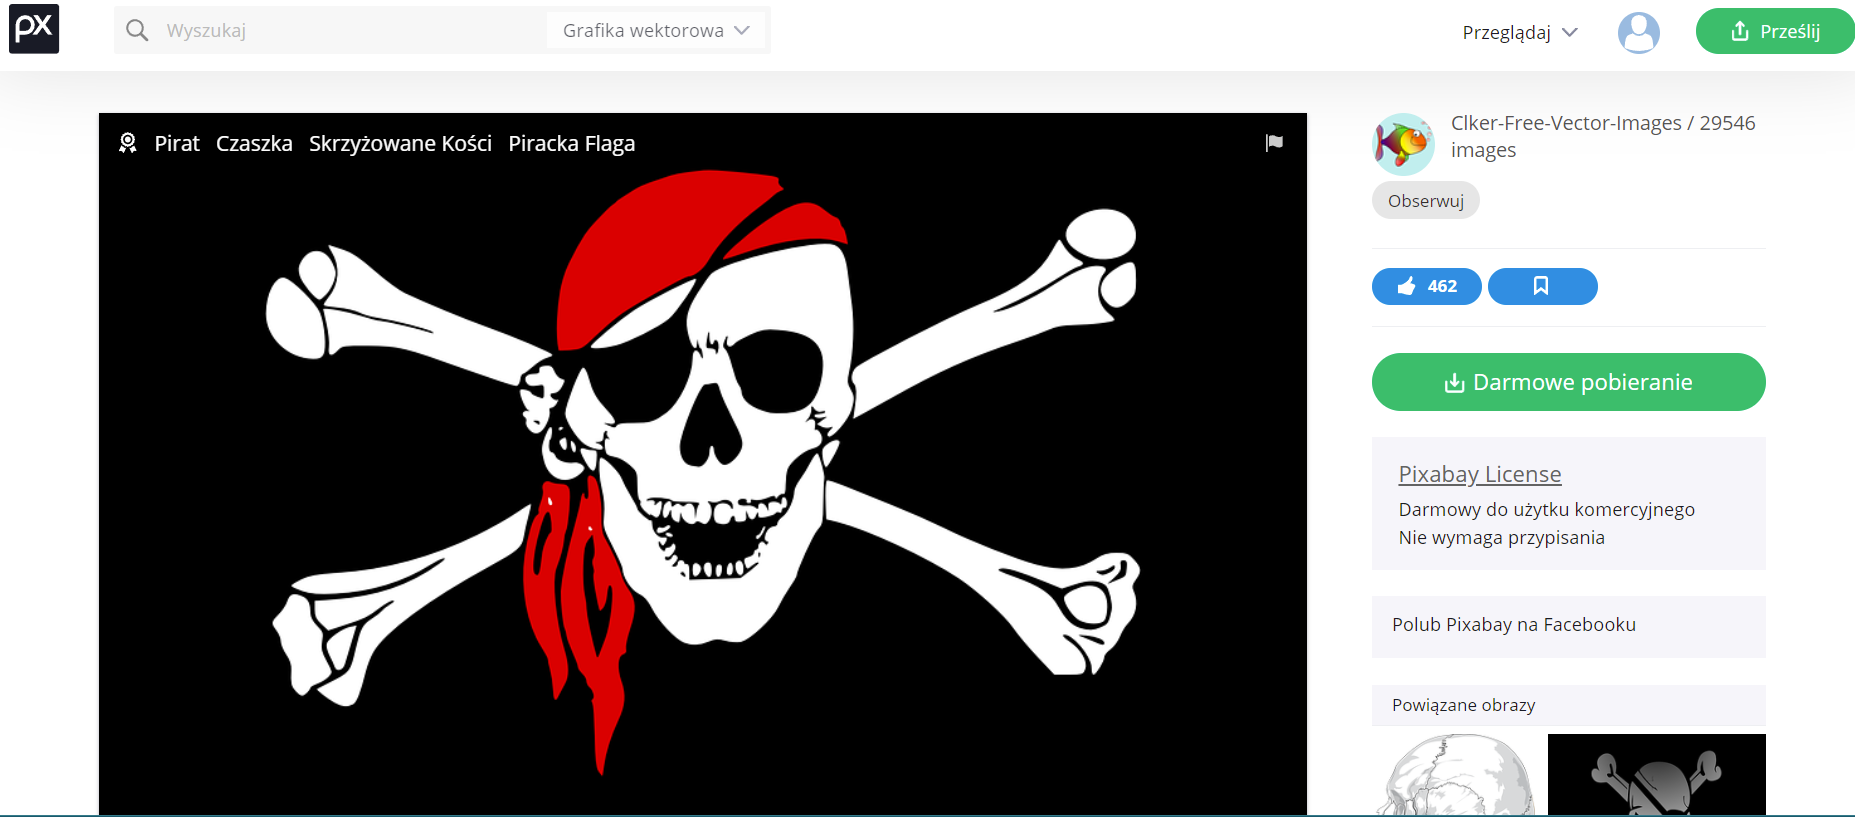 px
Wyszukaj
Grafika wektorowa
Przeglądaj
Prześlij
Pirat Czaszka Skrzyżowane Kości Piracka Flaga
Clker-Free-Vector-Images / 29546
images
Obserwuj
462
Darmowe pobieranie
Pixabay License
Darmowy do użytku komercyjnego
Nie wymaga przypisania
Polub Pixabay na Facebooku
Powiązane obrazy